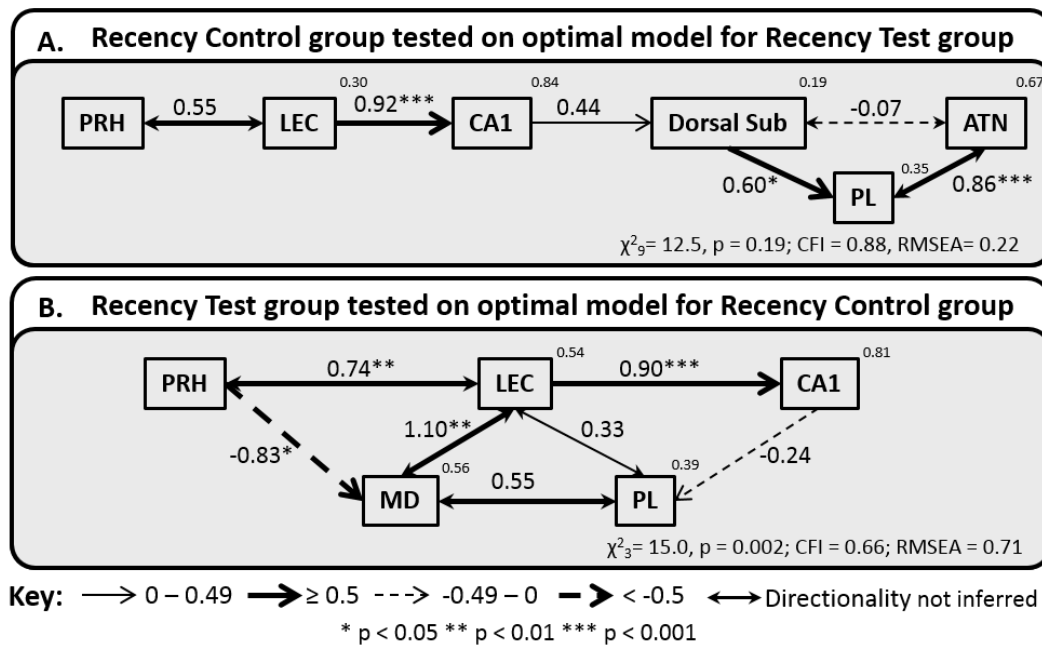 A. Recency Control group tested on optimal model for Recency Test group
0.30 0.84 0.19 0.67
PRH 0.55 LEC 0.92*** CA1 0.44 Dorsal Sub -0.07 ATN
0.60* PL 0.35 0.86***
χ²₉= 12.5, p = 0.19; CFI = 0.88, RMSEA= 0.22
B. Recency Test group tested on optimal model for Recency Control group
0.54 0.81
PRH 0.74** LEC 0.90*** CA1
-0.83* 1.10** 0.33 -0.24
0.56 0.39
MD 0.55 PL
χ²₃= 15.0, p = 0.002; CFI = 0.66; RMSEA = 0.71
Key: 0 – 0.49 ≥ 0.5 -0.49 – 0 < -0.5 Directionality not inferred
* p < 0.05 ** p < 0.01 *** p < 0.001